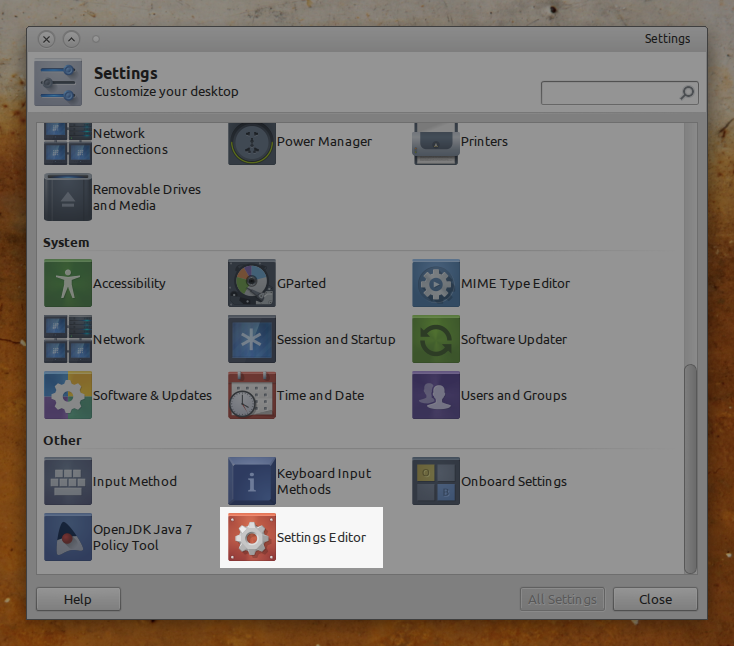 Settings
Settings
Customize your desktop
Network
Connections
Power Manager
Printers
Removable Drives
and Media
System
Accessibility
GParted
MIME Type Editor
Network
Session and Startup
Software Updater
Software & Updates
Time and Date
Users and Groups
Other
Input Method
Keyboard Input
Methods
Onboard Settings
OpenJDK Java 7
Policy Tool
Settings Editor
Help
All Settings
Close